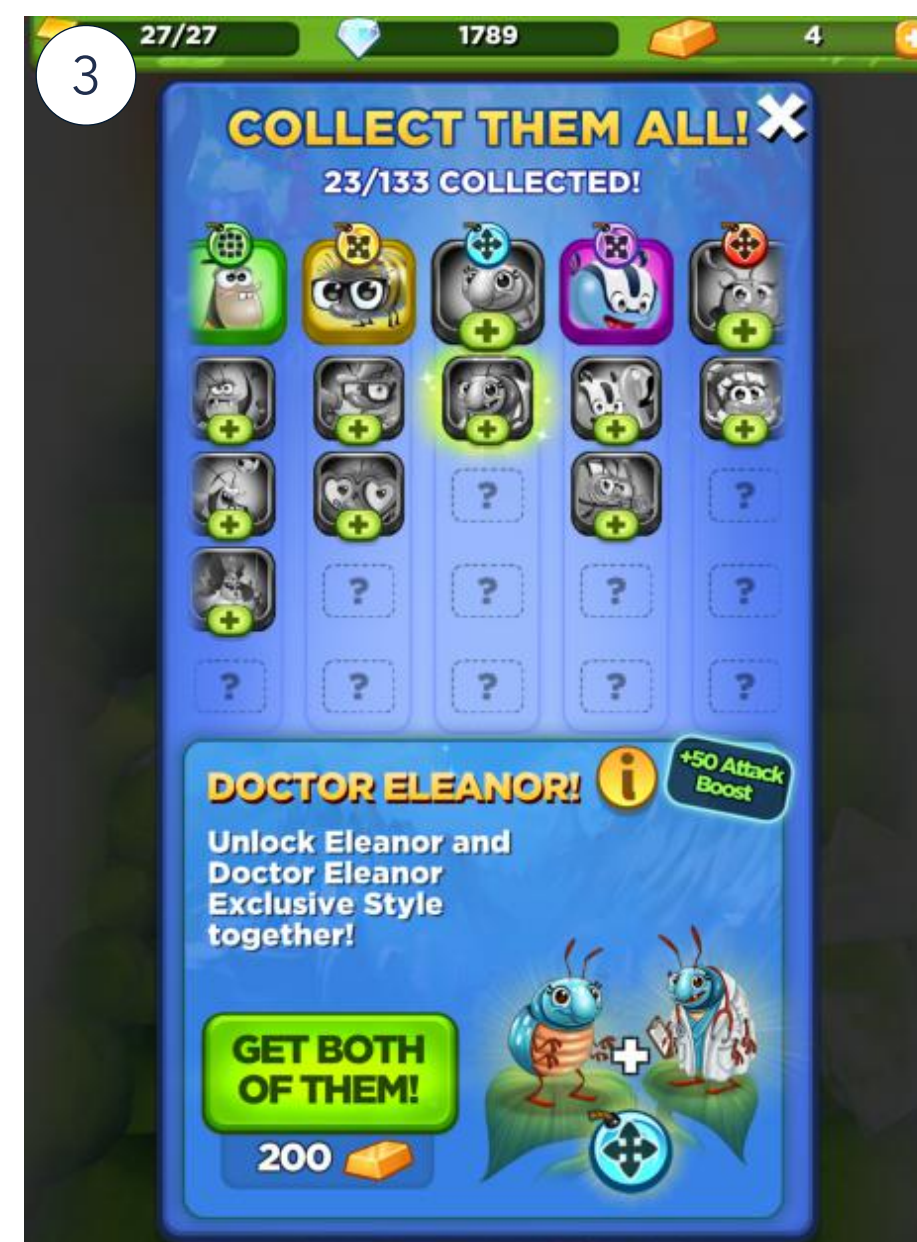 27/27 1789 4
3
COLLECT THEM ALL!
23/133 COLLECTED!
? ?
? ? ? ?
? ? ? ? ?
DOCTOR ELEANOR!
i
+50 Attack
Boost
Unlock Eleanor and
Doctor Eleanor
Exclusive Style
together!
GET BOTH
OF THEM!
200